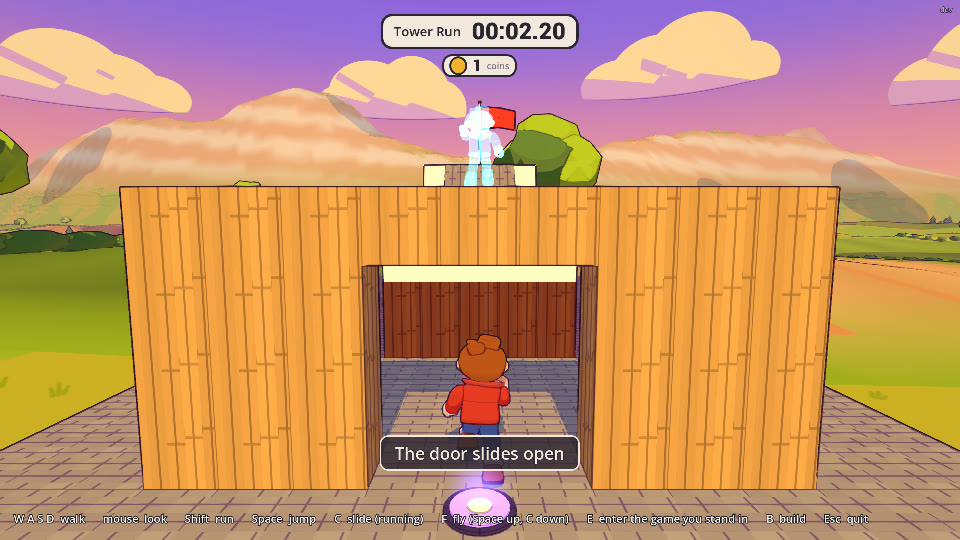 dev
Tower Run 00:02.20
1 coins
The door slides open
W A S D walk mouse look Shift run Space jump C slide (running) F fly (Space up, C down) E enter the game you stand in B build Esc quit